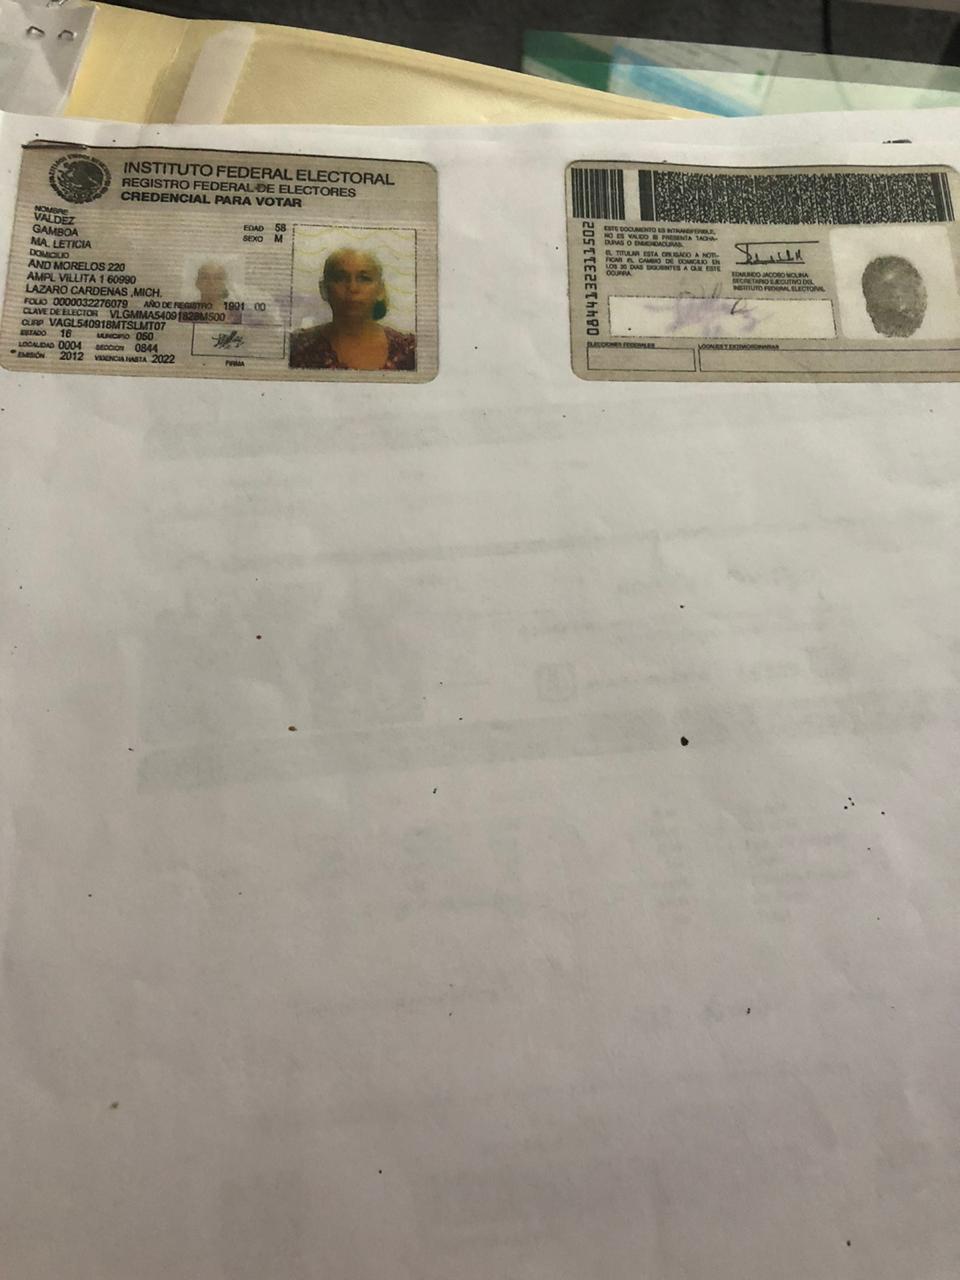 INSTITUTO FEDERAL ELECTORAL
REGISTRO FEDERAL DE ELECTORES
CREDENCIAL PARA VOTAR
NOMBRE
VALDEZ
GAMBOA
MA. LETICIA
EDAD 58
SEXO M
DOMICILIO
AND MORELOS 220
AMPL VILLITA 1 60990
LAZARO CARDENAS ,MICH.
FOLIO 0000032276079 AÑO DE REGISTRO 1991 00
CLAVE DE ELECTOR VLGMMA54091828M500
CURP VAGL540918MTSLMT07
ESTADO 16 MUNICIPIO 050
LOCALIDAD 0004 SECCION 0844
EMISIÓN 2012 VIGENCIA HASTA 2022
FIRMA
ESTE DOCUMENTO ES INTRANSFERIBLE,
NO ES VALIDO SI PRESENTA TACHA-
DURAS O ENMENDADURAS.
EL TITULAR ESTA OBLIGADO A NOTI-
FICAR EL CAMBIO DE DOMICILIO EN
LOS 30 DIAS SIGUIENTES A QUE ESTE
OCURRA.
EDMUNDO JACOBO MOLINA
SECRETARIO EJECUTIVO DEL
INSTITUTO FEDERAL ELECTORAL
ELECCIONES FEDERALES
LOCALES Y EXTRAORDINARIAS